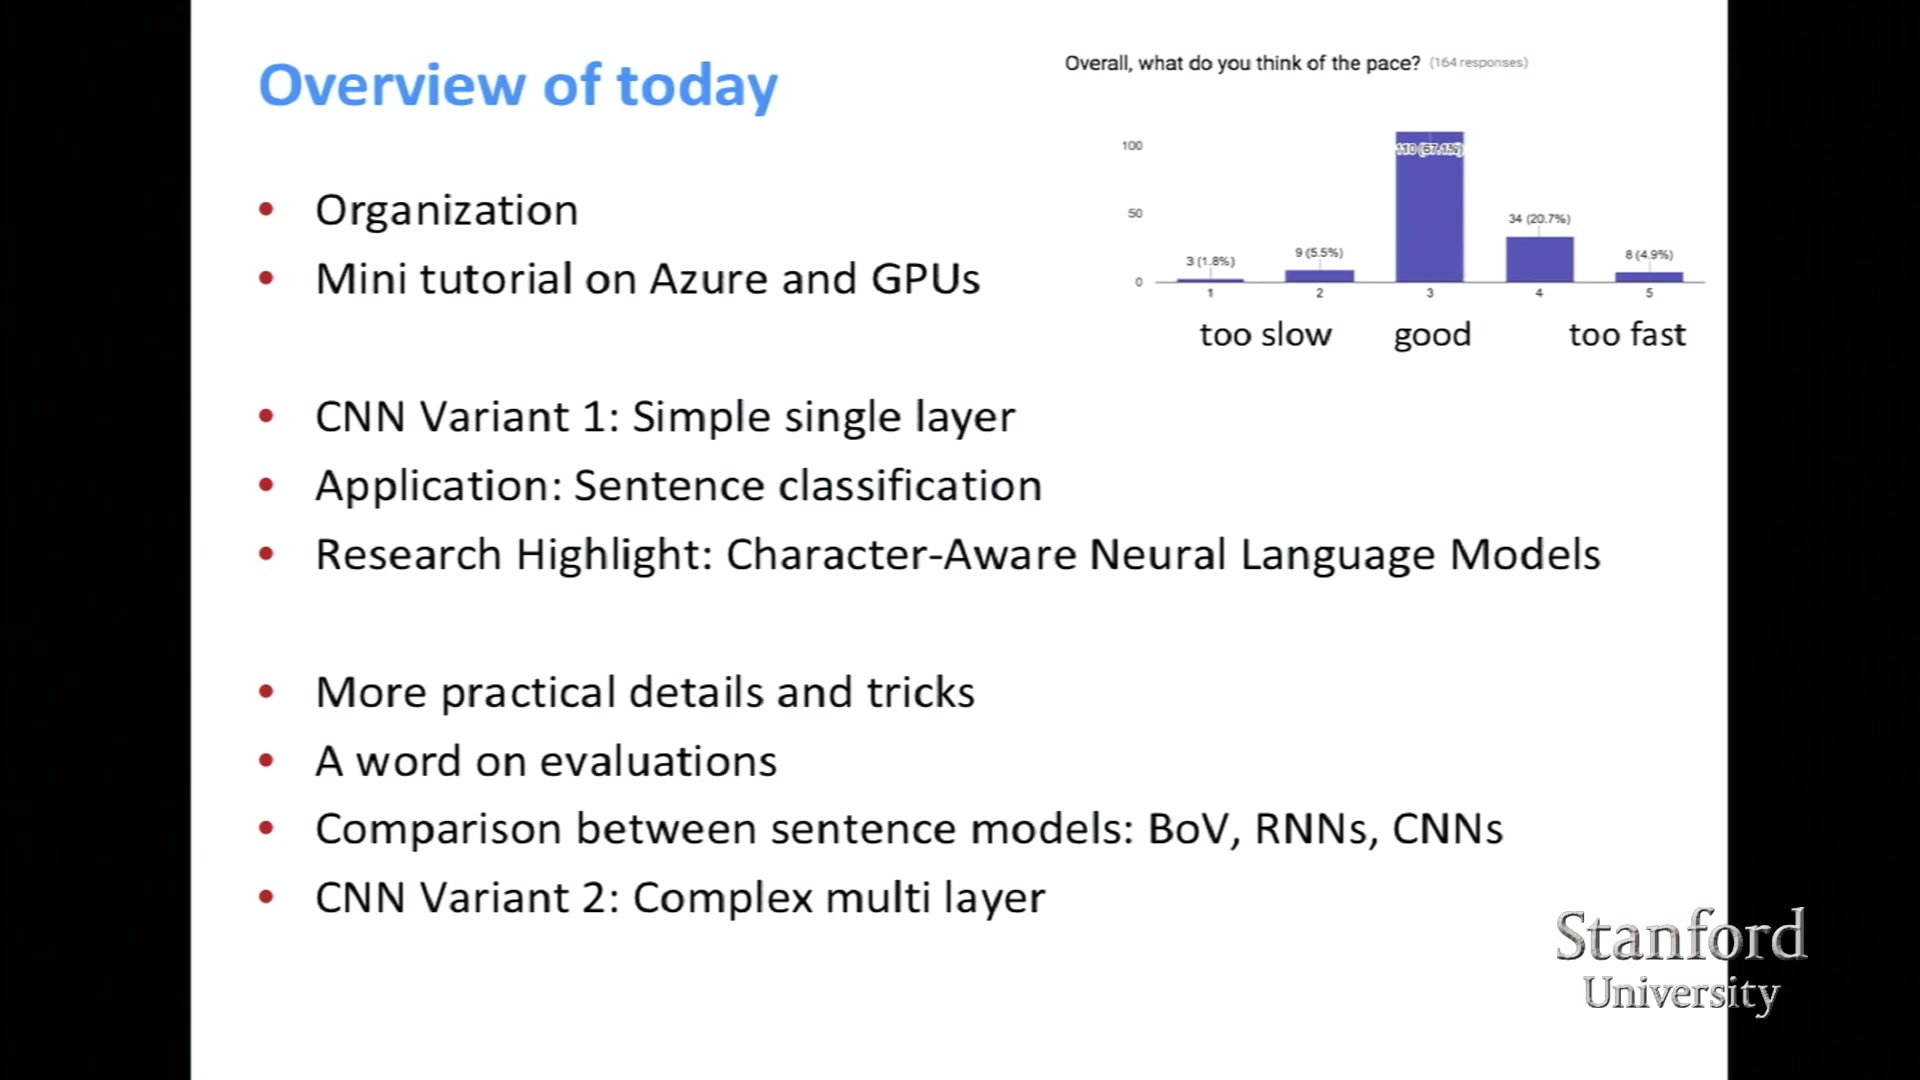 Overview of today
Overall, what do you think of the pace? (164 responses)
100
50
0
3 (1.8%)
9 (5.5%)
110 (67.1%)
34 (20.7%)
8 (4.9%)
1 2 3 4 5
too slow good too fast
• Organization
• Mini tutorial on Azure and GPUs
• CNN Variant 1: Simple single layer
• Application: Sentence classification
• Research Highlight: Character-Aware Neural Language Models
• More practical details and tricks
• A word on evaluations
• Comparison between sentence models: BoV, RNNs, CNNs
• CNN Variant 2: Complex multi layer
Stanford
University